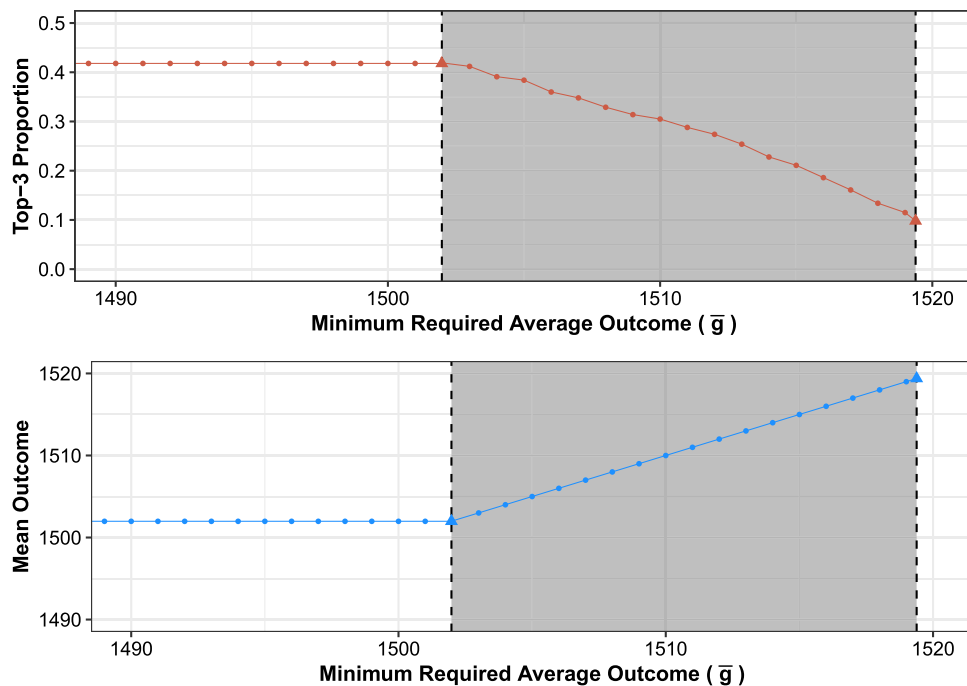 0.5
0.4
0.3
0.2
0.1
0.0
Top−3 Proportion
1490 1500 1510 1520
Minimum Required Average Outcome ( g̅ )
1520
1510
1500
1490
Mean Outcome
1490 1500 1510 1520
Minimum Required Average Outcome ( g̅ )